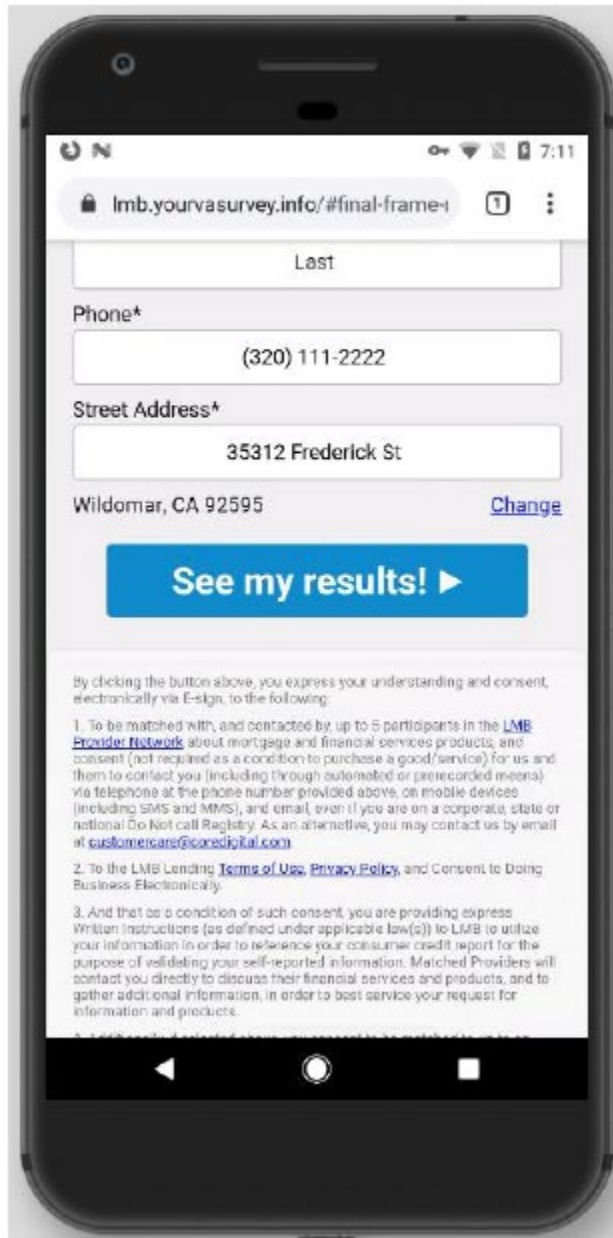 7:11
lmb.yourvasurvey.info/#final-frame-
1
Last
Phone*
(320) 111-2222
Street Address*
35312 Frederick St
Wildomar, CA 92595 Change
See my results!
By clicking the button above, you express your understanding and consent,
electronically via E-sign, to the following:
1. To be matched with, and contacted by, up to 5 participants in the LMB
Provider Network about mortgage and financial services products, and
consent (not required as a condition to purchase a good/service) for us and
them to contact you (including through automated or prerecorded means)
via telephone at the phone number provided above, on mobile devices
(including SMS and MMS), and email, even if you are on a corporate, state or
national Do Not call Registry. As an alternative, you may contact us by email
at customercare@coredigital.com.
2. To the LMB Lending Terms of Use, Privacy Policy, and Consent to Doing
Business Electronically.
3. And that as a condition of such consent, you are providing express
Written Instructions (as defined under applicable law(s)) to LMB to utilize
your information in order to reference your consumer credit report for the
purpose of validating your self-reported information. Matched Providers will
contact you directly to discuss their financial services and products, and to
gather additional information, in order to best service your request for
information and products.